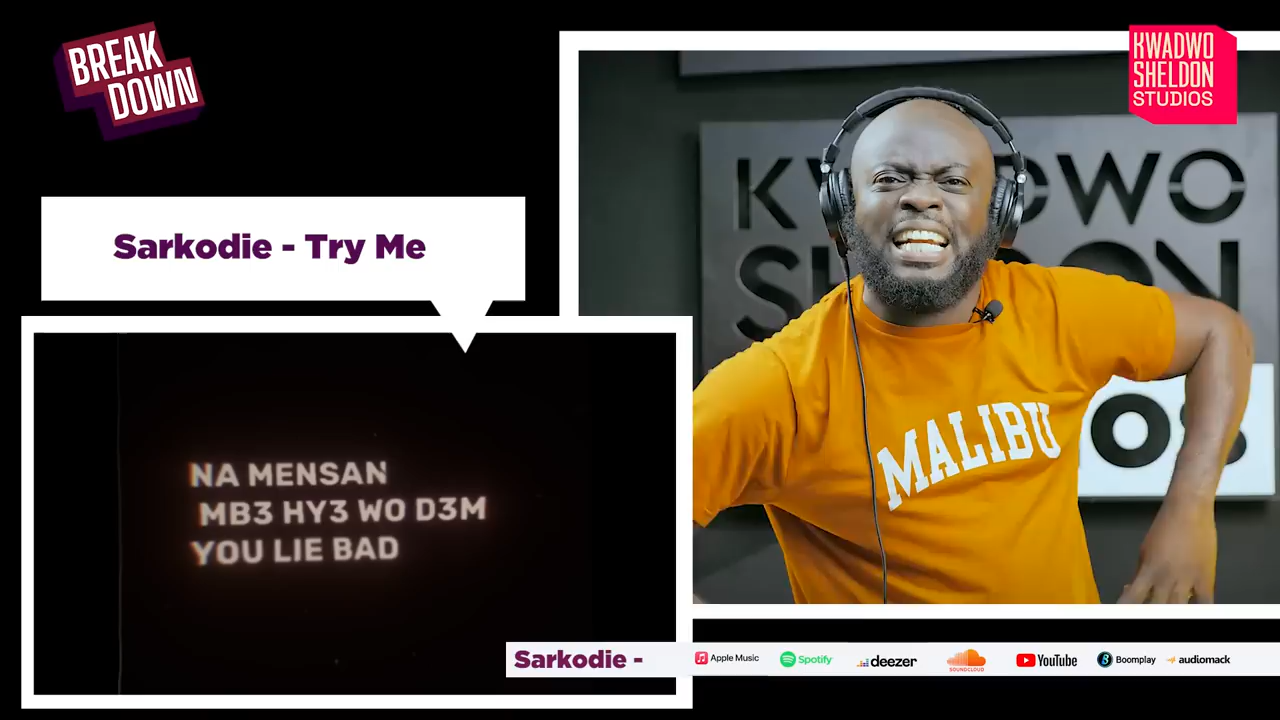 BREAK
DOWN
KWADWO
SHELDON
STUDIOS
Sarkodie - Try Me
NA MENSAN
MB3 HY3 WO D3M
YOU LIE BAD
MALIBU
Sarkodie -
Apple Music
Spotify
deezer
SOUNDCLOUD
YouTube
Boomplay
audiomack